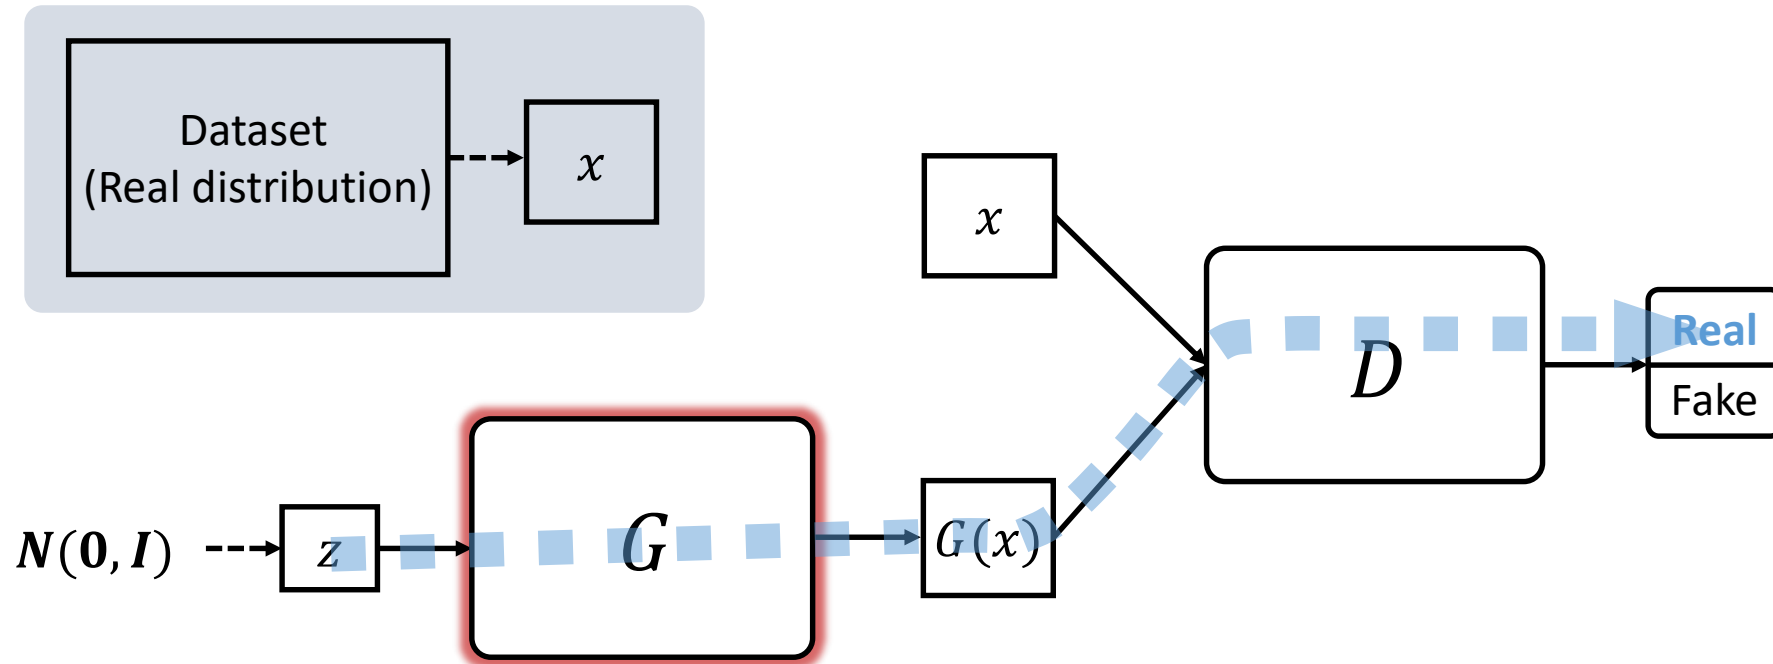 Dataset
(Real distribution)
x
x
Real
D
Fake
N(0, I)
z
G
G(x)